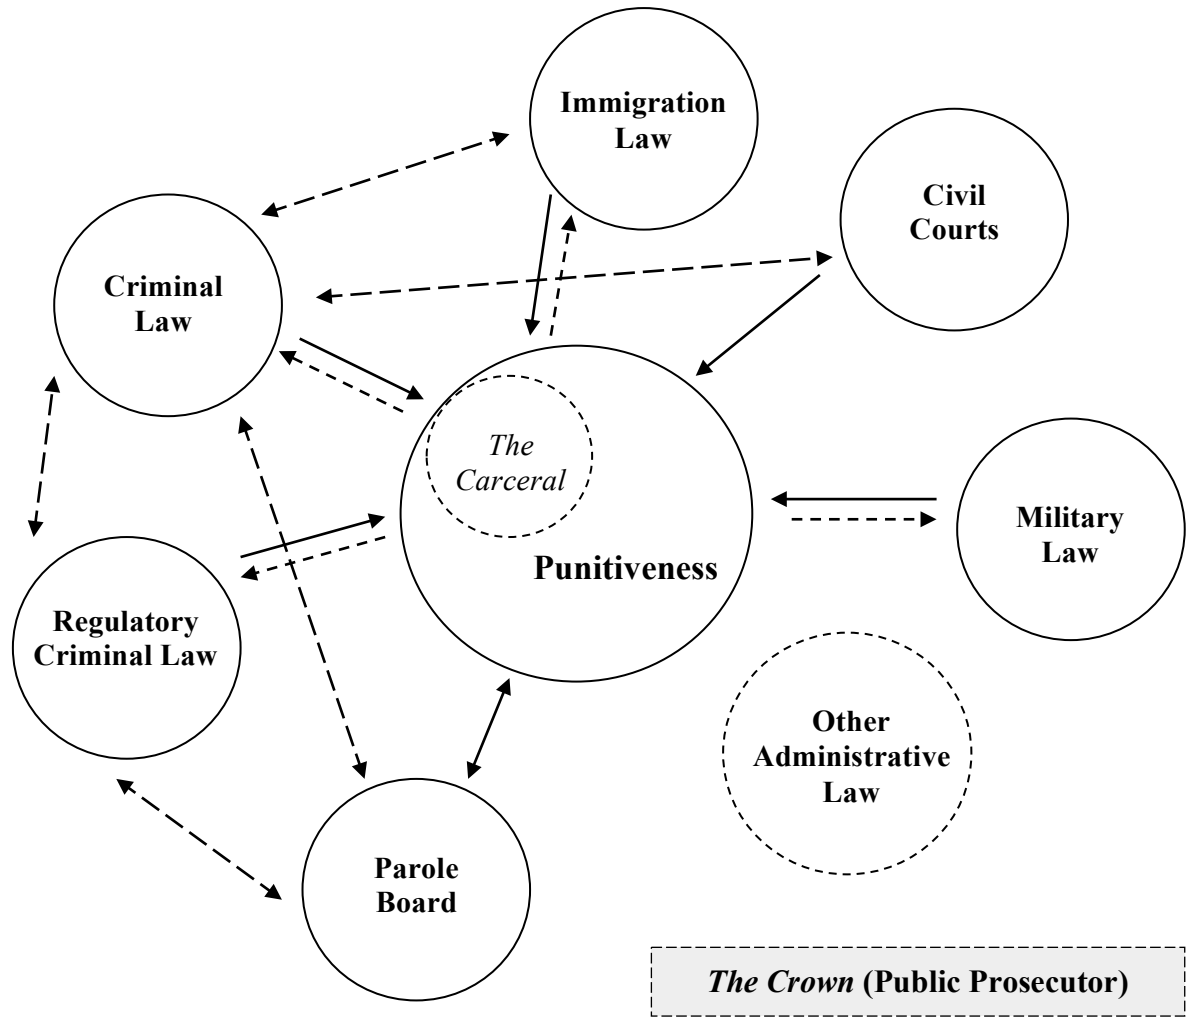 Immigration
Law
Civil
Courts
Criminal
Law
The
Carceral
Punitiveness
Military
Law
Regulatory
Criminal Law
Other
Administrative
Law
Parole
Board
The Crown (Public Prosecutor)